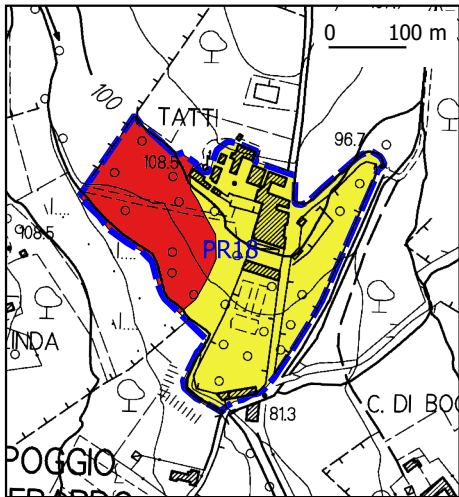 0 100 m
100
TATTI
96.7
108.5
108.5
PR18
INDA
81.3
C. DI BO
POGGIO